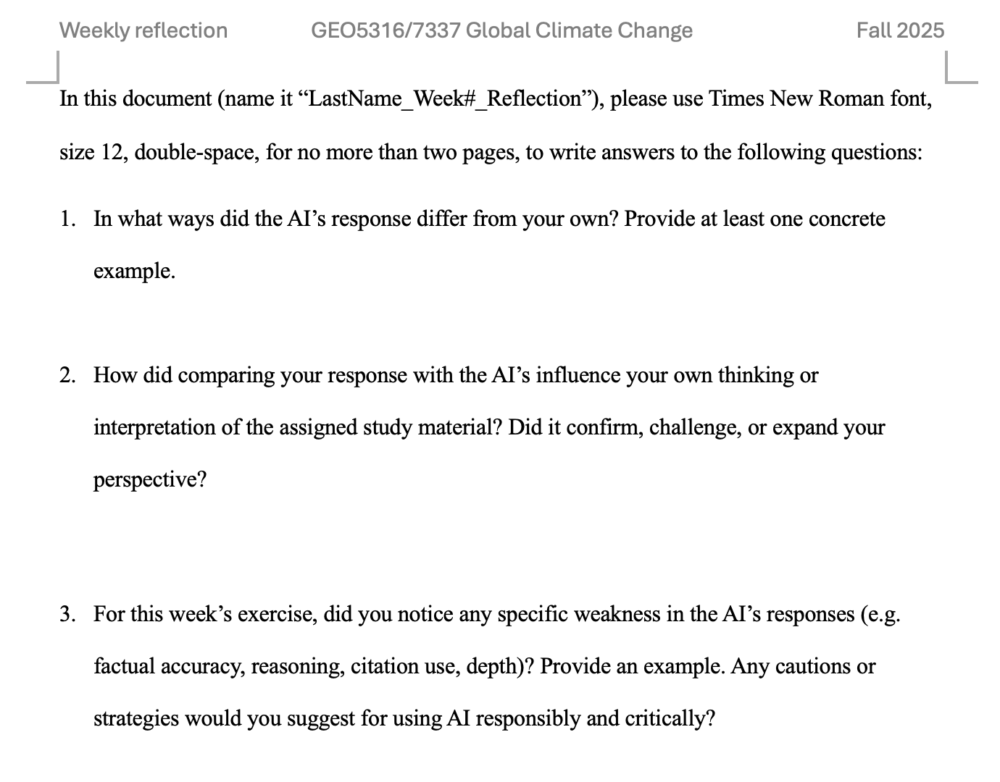 Weekly reflection GEO5316/7337 Global Climate Change Fall 2025
In this document (name it “LastName_Week#_Reflection”), please use Times New Roman font,
size 12, double-space, for no more than two pages, to write answers to the following questions:
1. In what ways did the AI’s response differ from your own? Provide at least one concrete
example.
2. How did comparing your response with the AI’s influence your own thinking or
interpretation of the assigned study material? Did it confirm, challenge, or expand your
perspective?
3. For this week’s exercise, did you notice any specific weakness in the AI’s responses (e.g.
factual accuracy, reasoning, citation use, depth)? Provide an example. Any cautions or
strategies would you suggest for using AI responsibly and critically?